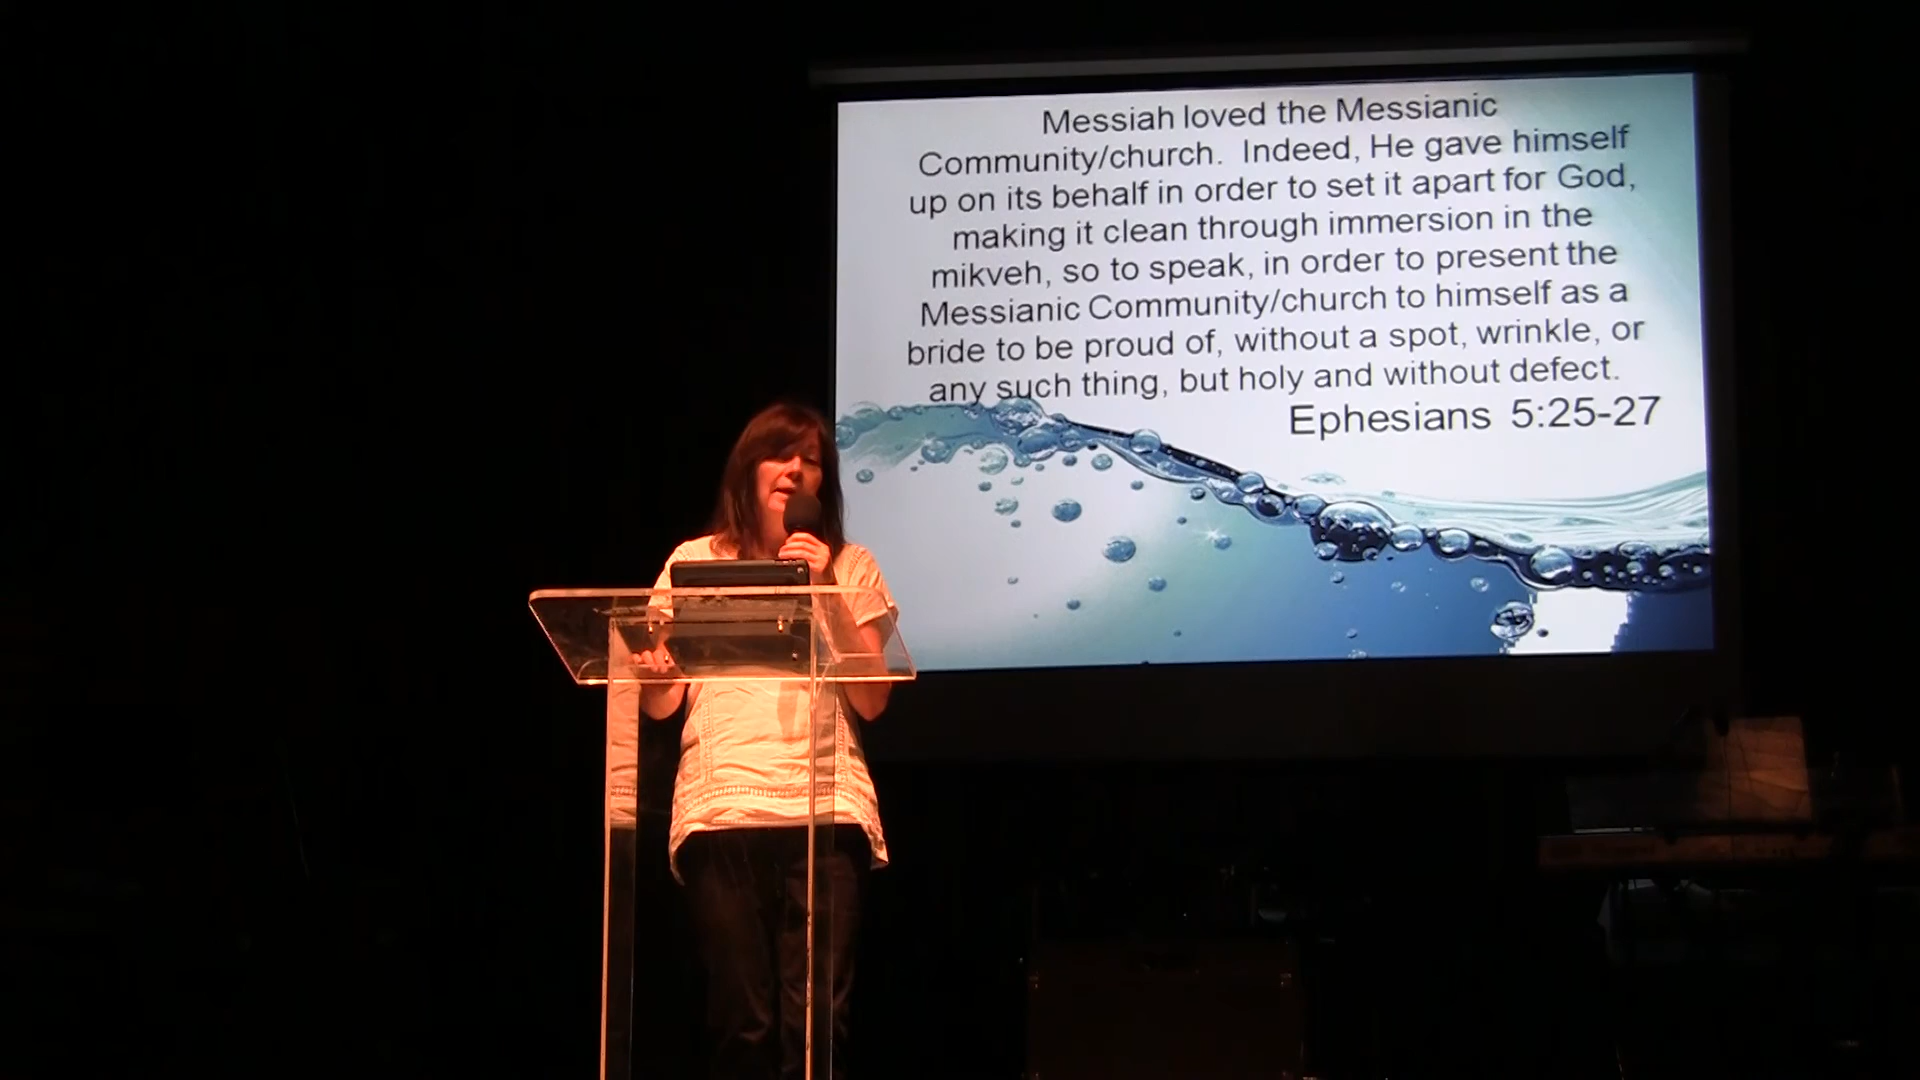 Messiah loved the Messianic
Community/church. Indeed, He gave himself
up on its behalf in order to set it apart for God,
making it clean through immersion in the
mikveh, so to speak, in order to present the
Messianic Community/church to himself as a
bride to be proud of, without a spot, wrinkle, or
any such thing, but holy and without defect.
Ephesians 5:25-27